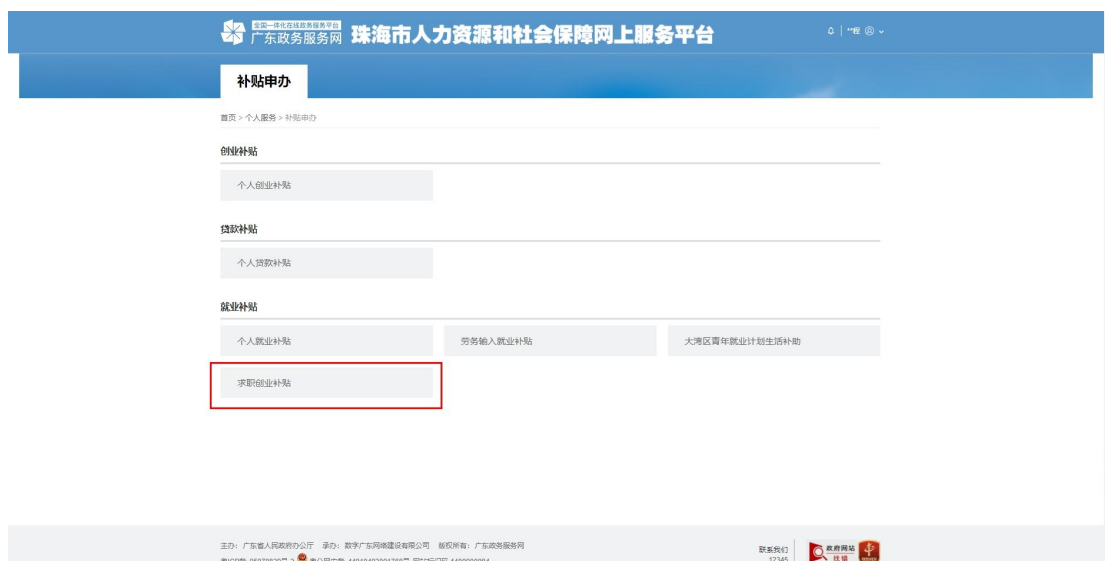 全国一体化在线政务服务平台
广东政务服务网 珠海市人力资源和社会保障网上服务平台
**程
补贴申办
首页 > 个人服务 > 补贴申办
创业补贴
个人创业补贴
贷款补贴
个人贷款补贴
就业补贴
个人就业补贴 劳务输入就业补贴 大湾区青年就业计划生活补助
求职创业补贴
主办：广东省人民政府办公厅 承办：数字广东网络建设有限公司 版权所有：广东政务服务网
联系我们
12345
政府网站
找错